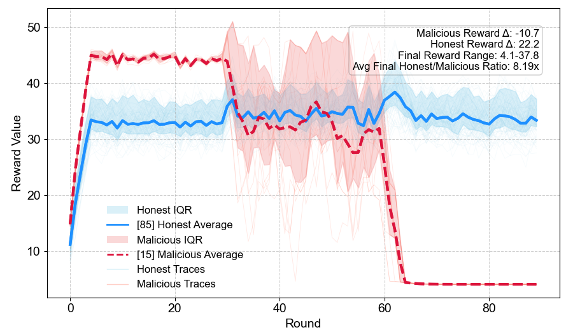 50
40
30
20
10
Reward Value
Malicious Reward Δ: -10.7
Honest Reward Δ: 22.2
Final Reward Range: 4.1-37.8
Avg Final Honest/Malicious Ratio: 8.19x
Honest IQR
[85] Honest Average
Malicious IQR
[15] Malicious Average
Honest Traces
Malicious Traces
0 20 40 60 80
Round